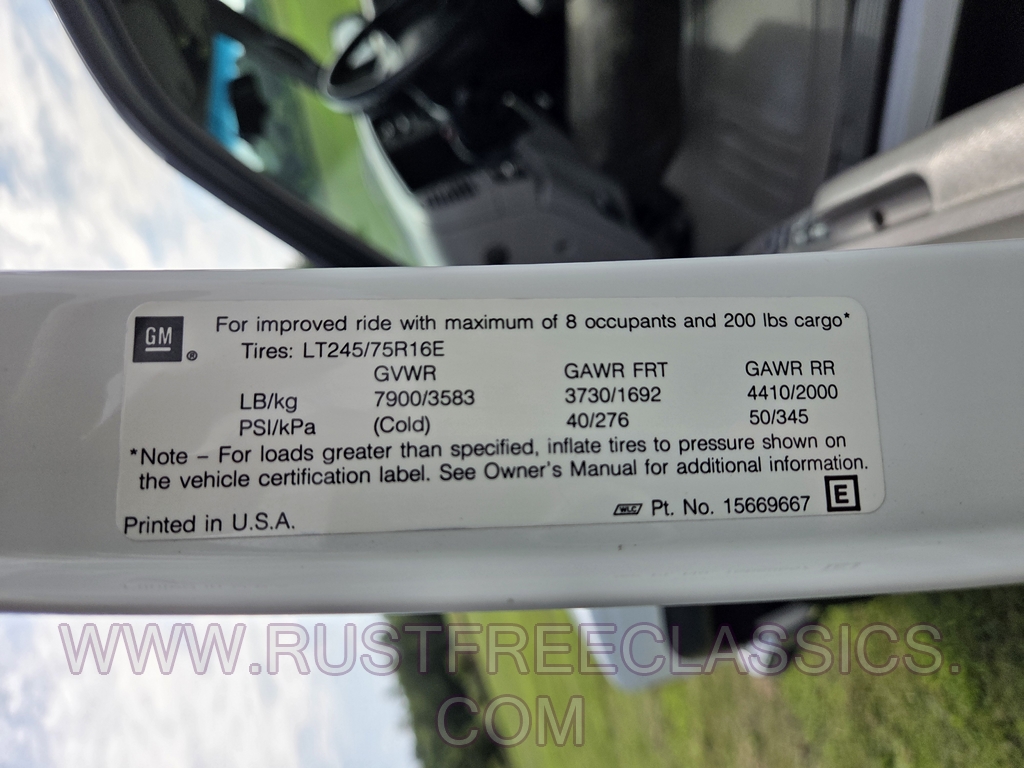 GM ®
For improved ride with maximum of 8 occupants and 200 lbs cargo*
Tires: LT245/75R16E
GVWR GAWR FRT GAWR RR
LB/kg 7900/3583 3730/1692 4410/2000
PSI/kPa (Cold) 40/276 50/345
*Note – For loads greater than specified, inflate tires to pressure shown on
the vehicle certification label. See Owner's Manual for additional information.
WLC Pt. No. 15669667 E
Printed in U.S.A.
WWW.RUSTFREECLASSICS.
COM